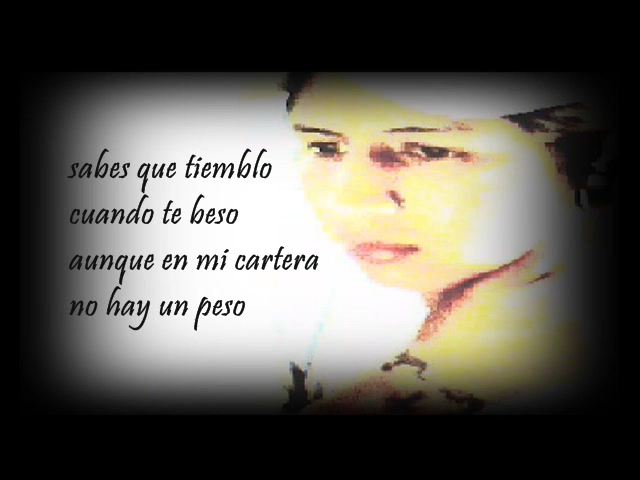 sabes que tiemblo
cuando te beso
aunque en mi cartera
no hay un peso